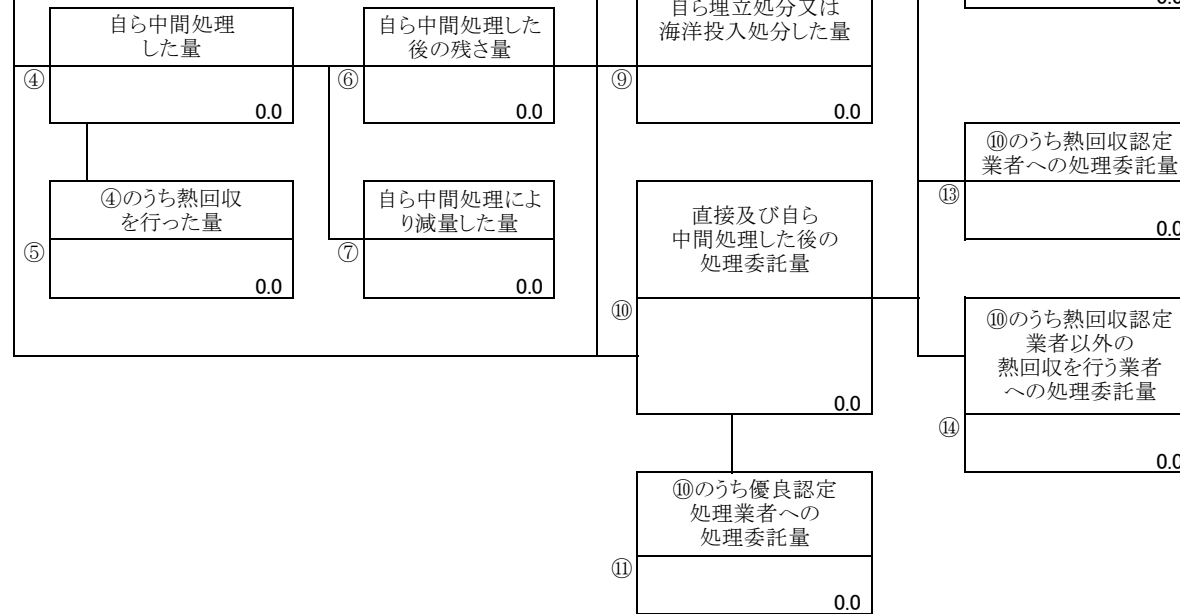 自ら中間処理
した量
④
0.0
自ら中間処理した
後の残さ量
⑥
0.0
自ら埋立処分又は
海洋投入処分した量
⑨
0.0
④のうち熱回収
を行った量
⑤
0.0
自ら中間処理によ
り減量した量
⑦
0.0
直接及び自ら
中間処理した後の
処理委託量
⑩
0.0
⑩のうち優良認定
処理業者への
処理委託量
⑪
0.0
⑩のうち熱回収認定
業者への処理委託量
⑬
0.0
⑩のうち熱回収認定
業者以外の
熱回収を行う業者
への処理委託量
⑭
0.0